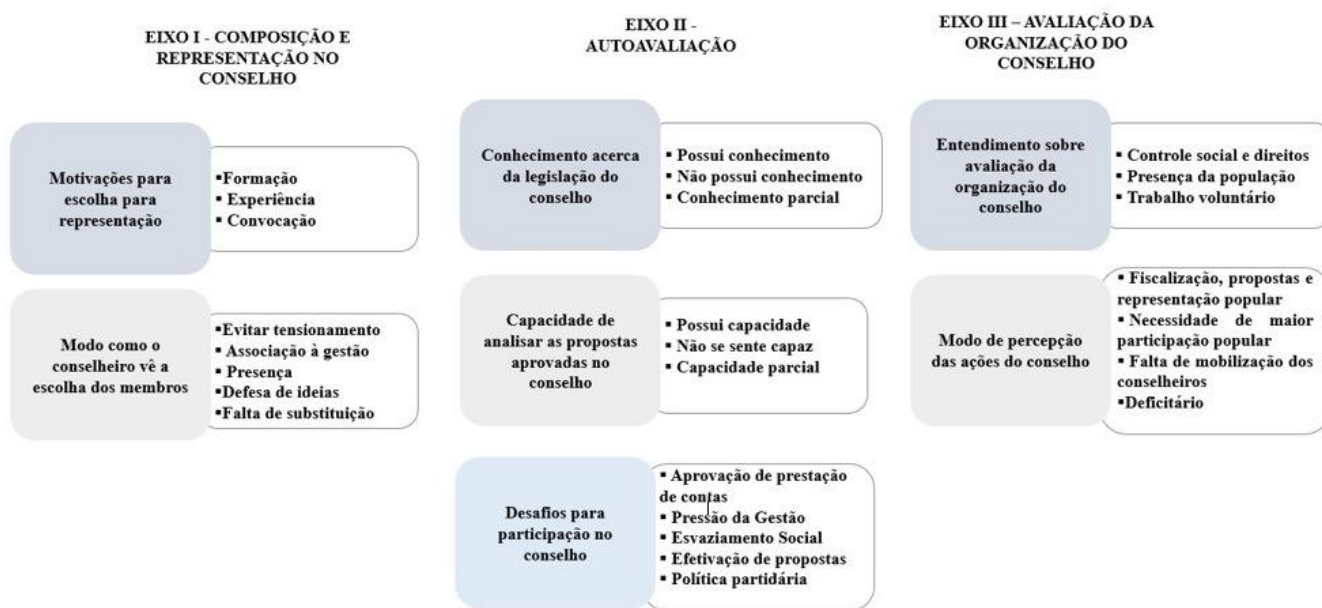 EIXO I - COMPOSIÇÃO E
REPRESENTAÇÃO NO
CONSELHO
Motivações para
escolha para
representação
▪Formação
▪ Experiência
▪ Convocação
Modo como o
conselheiro vê a
escolha dos membros
▪Evitar tensionamento
▪ Associação à gestão
▪ Presença
▪Defesa de ideias
▪Falta de substituição
EIXO II -
AUTOAVALIAÇÃO
Conhecimento acerca
da legislação do
conselho
▪ Possui conhecimento
▪ Não possui conhecimento
▪ Conhecimento parcial
Capacidade de
analisar as propostas
aprovadas no
conselho
▪ Possui capacidade
▪ Não se sente capaz
▪ Capacidade parcial
Desafios para
participação no
conselho
▪ Aprovação de prestação
de contas
▪ Pressão da Gestão
▪ Esvaziamento Social
▪ Efetivação de propostas
▪ Política partidária
EIXO III – AVALIAÇÃO DA
ORGANIZAÇÃO DO
CONSELHO
Entendimento sobre
avaliação da
organização do
conselho
▪ Controle social e direitos
▪ Presença da população
▪ Trabalho voluntário
Modo de percepção
das ações do conselho
▪ Fiscalização, propostas e
representação popular
▪ Necessidade de maior
participação popular
▪ Falta de mobilização dos
conselheiros
▪ Deficitário